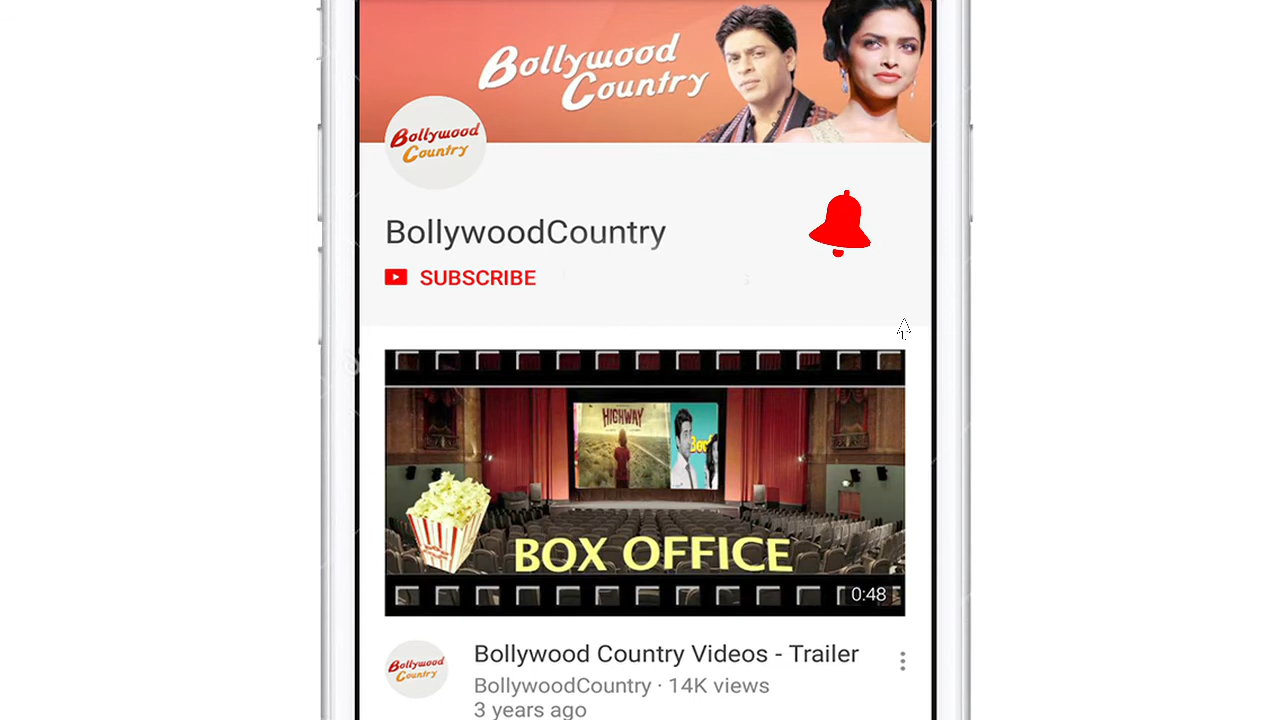 Bollywood
Country
Bollywood
Country
BollywoodCountry
SUBSCRIBE
HIGHWAY
BOX OFFICE
0:48
Bollywood
Country
Bollywood Country Videos - Trailer
BollywoodCountry · 14K views
3 years ago